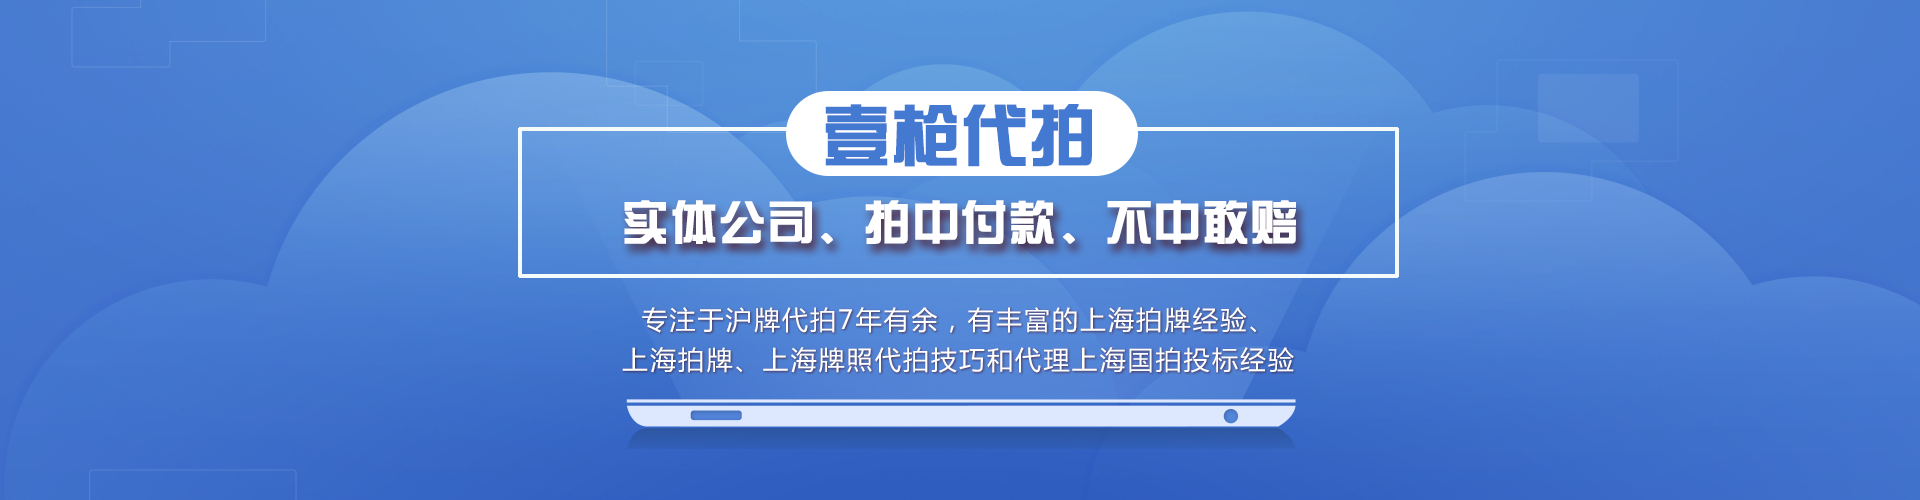 壹枪代拍
实体公司、拍中付款、不中敢赔
专注于沪牌代拍7年有余，有丰富的上海拍牌经验、
上海拍牌、上海牌照代拍技巧和代理上海国拍投标经验